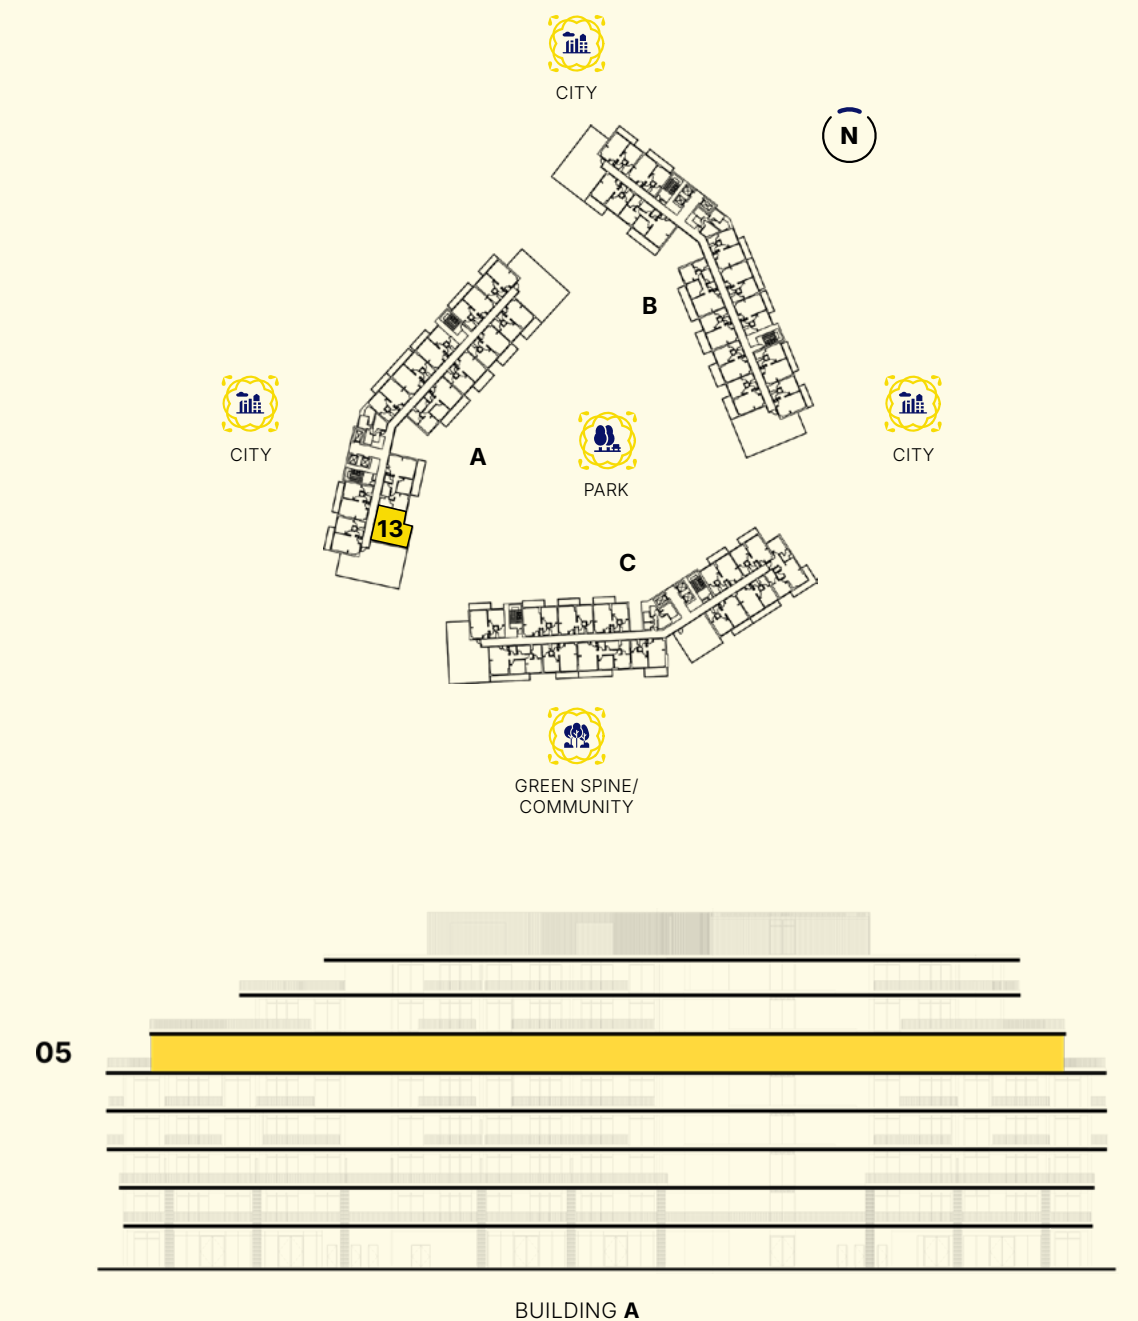 CITY
N
B
CITY
CITY
A
PARK
13
C
GREEN SPINE/
COMMUNITY
05
BUILDING A